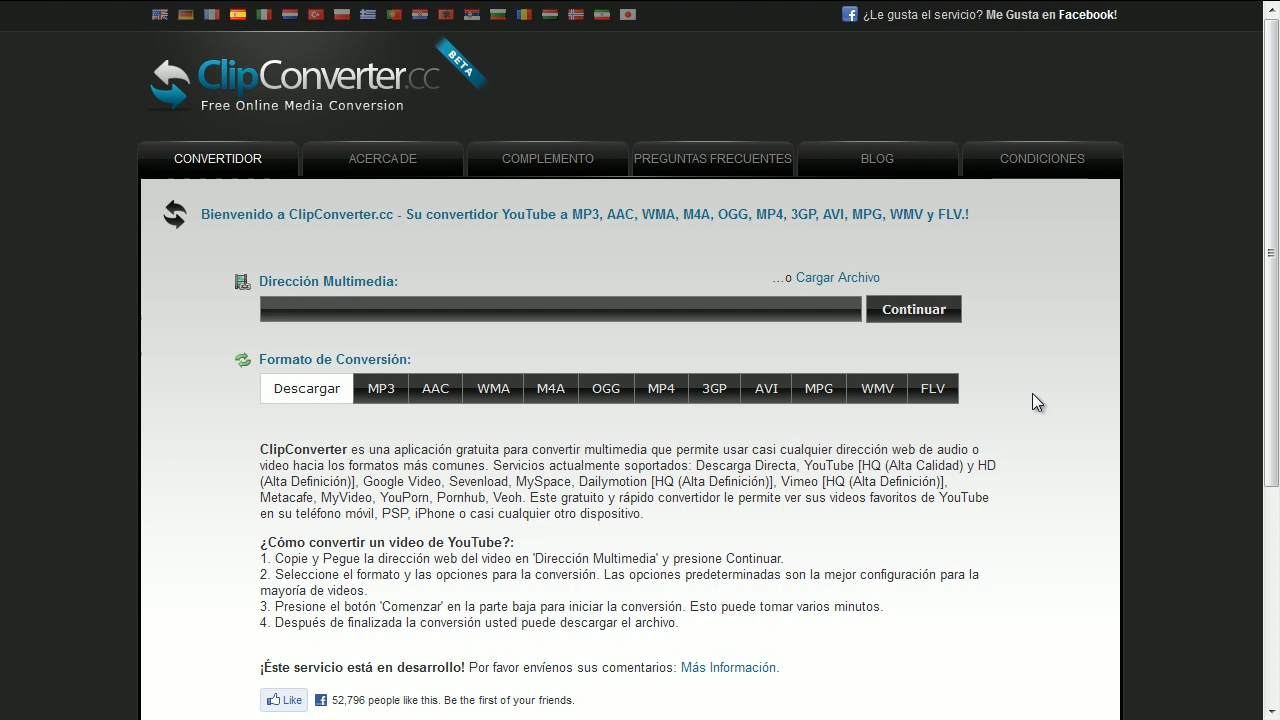 ¿Le gusta el servicio? Me Gusta en Facebook!
ClipConverter.cc
BETA
Free Online Media Conversion
CONVERTIDOR ACERCA DE COMPLEMENTO PREGUNTAS FRECUENTES BLOG CONDICIONES
Bienvenido a ClipConverter.cc - Su convertidor YouTube a MP3, AAC, WMA, M4A, OGG, MP4, 3GP, AVI, MPG, WMV y FLV.!
Dirección Multimedia: ...o Cargar Archivo
Continuar
Formato de Conversión:
Descargar MP3 AAC WMA M4A OGG MP4 3GP AVI MPG WMV FLV
ClipConverter es una aplicación gratuita para convertir multimedia que permite usar casi cualquier dirección web de audio o
video hacia los formatos más comunes. Servicios actualmente soportados: Descarga Directa, YouTube [HQ (Alta Calidad) y HD
(Alta Definición)], Google Video, Sevenload, MySpace, Dailymotion [HQ (Alta Definición)], Vimeo [HQ (Alta Definición)],
Metacafe, MyVideo, YouPorn, Pornhub, Veoh. Este gratuito y rápido convertidor le permite ver sus videos favoritos de YouTube
en su teléfono móvil, PSP, iPhone o casi cualquier otro dispositivo.
¿Cómo convertir un video de YouTube?:
1. Copie y Pegue la dirección web del video en 'Dirección Multimedia' y presione Continuar.
2. Seleccione el formato y las opciones para la conversión. Las opciones predeterminadas son la mejor configuración para la
mayoría de videos.
3. Presione el botón 'Comenzar' en la parte baja para iniciar la conversión. Esto puede tomar varios minutos.
4. Después de finalizada la conversión usted puede descargar el archivo.
¡Éste servicio está en desarrollo! Por favor envíenos sus comentarios: Más Información.
Like 52,796 people like this. Be the first of your friends.